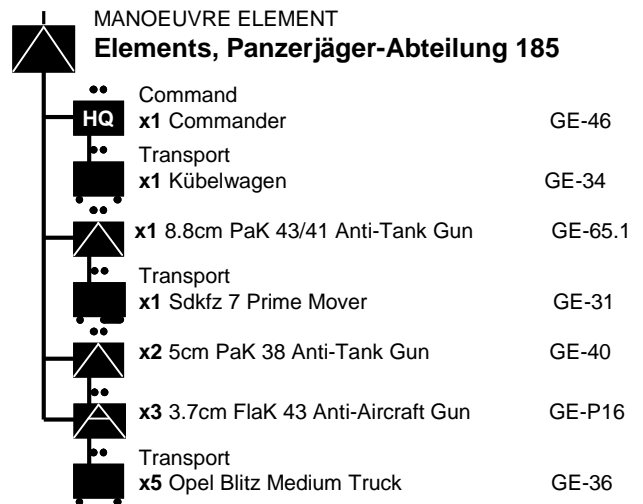 MANOEUVRE ELEMENT
Elements, Panzerjäger-Abteilung 185
Command
HQ x1 Commander GE-46
Transport
x1 Kübelwagen GE-34
x1 8.8cm PaK 43/41 Anti-Tank Gun GE-65.1
Transport
x1 Sdkfz 7 Prime Mover GE-31
x2 5cm PaK 38 Anti-Tank Gun GE-40
x3 3.7cm FlaK 43 Anti-Aircraft Gun GE-P16
Transport
x5 Opel Blitz Medium Truck GE-36